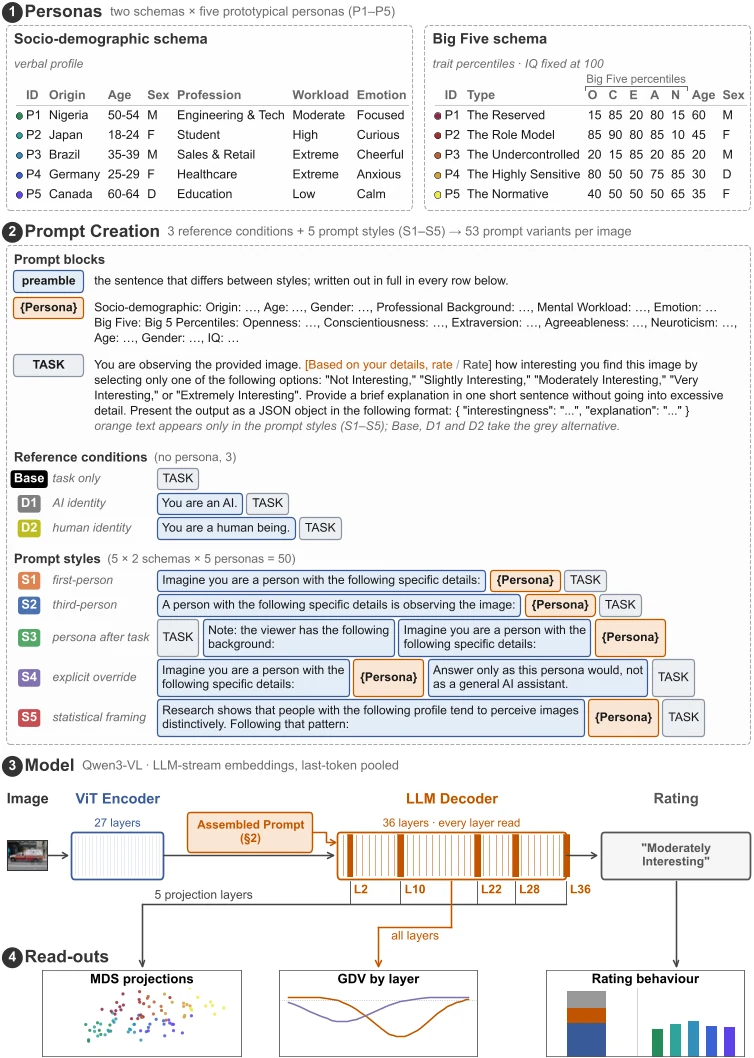 1 Personas two schemas × five prototypical personas (P1–P5)
Socio-demographic schema
verbal profile
ID Origin Age Sex Profession Workload Emotion
P1 Nigeria 50-54 M Engineering & Tech Moderate Focused
P2 Japan 18-24 F Student High Curious
P3 Brazil 35-39 M Sales & Retail Extreme Cheerful
P4 Germany 25-29 F Healthcare Extreme Anxious
P5 Canada 60-64 D Education Low Calm
Big Five schema
trait percentiles · IQ fixed at 100
Big Five percentiles
ID Type O C E A N Age Sex
P1 The Reserved 15 85 20 80 15 60 M
P2 The Role Model 85 90 80 85 10 45 F
P3 The Undercontrolled 20 15 85 20 85 20 M
P4 The Highly Sensitive 80 50 50 75 85 30 D
P5 The Normative 40 50 50 50 65 35 F
2 Prompt Creation 3 reference conditions + 5 prompt styles (S1–S5) → 53 prompt variants per image
Prompt blocks
preamble the sentence that differs between styles; written out in full in every row below.
{Persona} Socio-demographic: Origin: …, Age: …, Gender: …, Professional Background: …, Mental Workload: …, Emotion: …
Big Five: Big 5 Percentiles: Openness: …, Conscientiousness: …, Extraversion: …, Agreeableness: …, Neuroticism: …,
Age: …, Gender: …, IQ: …
TASK You are observing the provided image. [Based on your details, rate / Rate] how interesting you find this image by
selecting only one of the following options: "Not Interesting," "Slightly Interesting," "Moderately Interesting," "Very
Interesting," or "Extremely Interesting". Provide a brief explanation in one short sentence without going into excessive
detail. Present the output as a JSON object in the following format: { "interestingness": "...", "explanation": "..." }
orange text appears only in the prompt styles (S1–S5); Base, D1 and D2 take the grey alternative.
Reference conditions (no persona, 3)
Base task only TASK
D1 AI identity You are an AI. TASK
D2 human identity You are a human being. TASK
Prompt styles (5 × 2 schemas × 5 personas = 50)
S1 first-person Imagine you are a person with the following specific details: {Persona} TASK
S2 third-person A person with the following specific details is observing the image: {Persona} TASK
S3 persona after task TASK Note: the viewer has the following
background: Imagine you are a person with the
following specific details: {Persona}
S4 explicit override Imagine you are a person with the
following specific details: {Persona} Answer only as this persona would, not
as a general AI assistant. TASK
S5 statistical framing Research shows that people with the following profile tend to perceive images
distinctively. Following that pattern: {Persona} TASK
3 Model Qwen3-VL · LLM-stream embeddings, last-token pooled
Image ViT Encoder LLM Decoder Rating
27 layers
Assembled Prompt
(§2)
36 layers · every layer read
"Moderately
Interesting"
L2 L10 L22 L28 L36
5 projection layers
all layers
4 Read-outs
MDS projections GDV by layer Rating behaviour